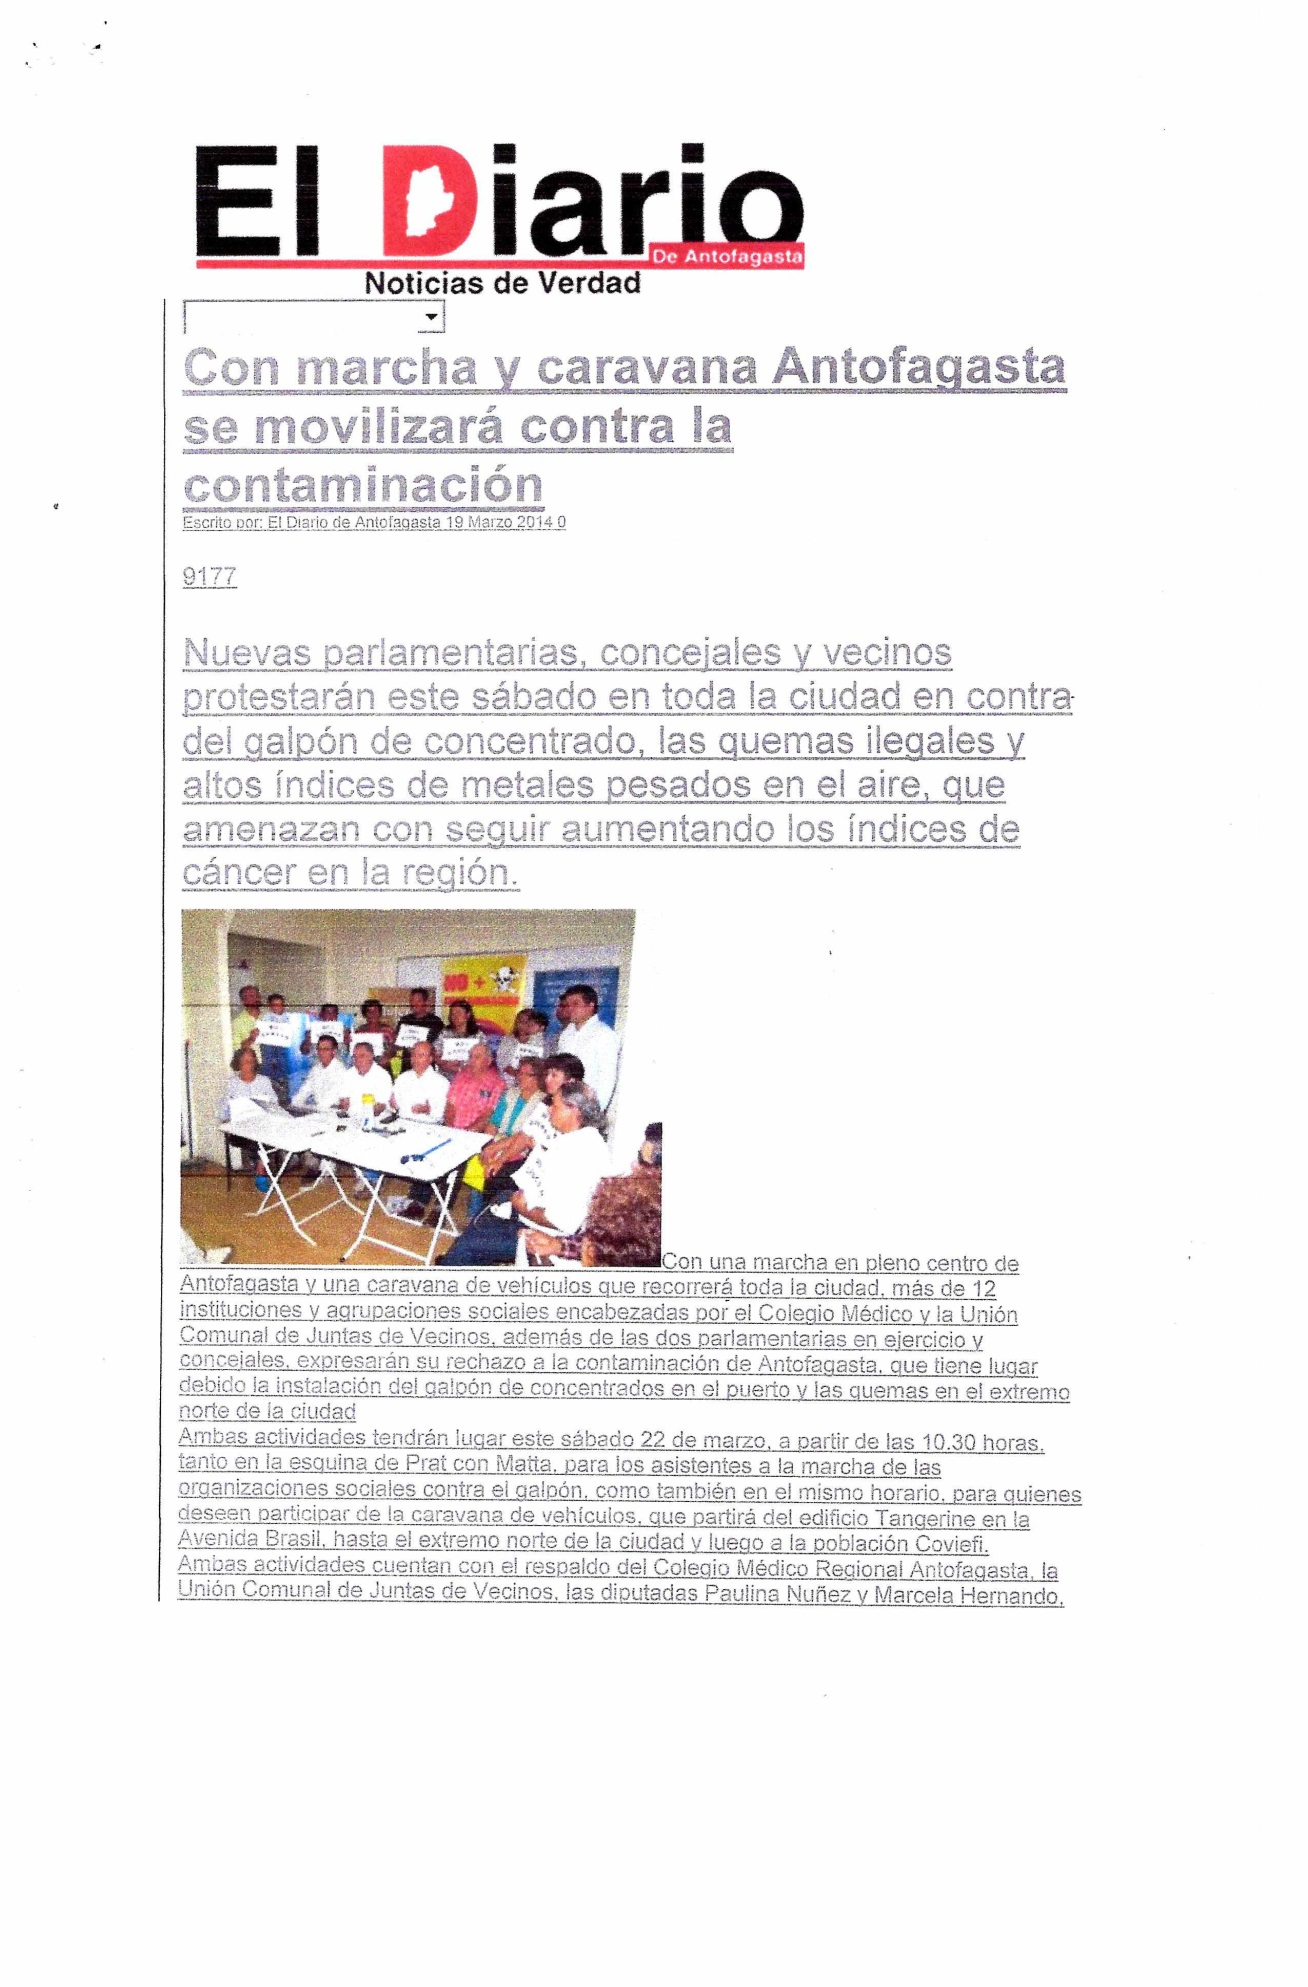 El Diario
De Antofagasta
Noticias de Verdad
Con marcha y caravana Antofagasta
se movilizará contra la
contaminación
Escrito por: El Diario de Antofagasta 19 Marzo 2014 0
9177
Nuevas parlamentarias, concejales y vecinos
protestarán este sábado en toda la ciudad en contra
del galpón de concentrado, las quemas ilegales y
altos índices de metales pesados en el aire, que
amenazan con seguir aumentando los índices de
cáncer en la región.
NO +
Con una marcha en pleno centro de
Antofagasta y una caravana de vehículos que recorrerá toda la ciudad, más de 12
instituciones y agrupaciones sociales encabezadas por el Colegio Médico y la Unión
Comunal de Juntas de Vecinos, además de las dos parlamentarias en ejercicio y
concejales, expresarán su rechazo a la contaminación de Antofagasta, que tiene lugar
debido la instalación del galpón de concentrados en el puerto y las quemas en el extremo
norte de la ciudad
Ambas actividades tendrán lugar este sábado 22 de marzo, a partir de las 10.30 horas,
tanto en la esquina de Prat con Matta, para los asistentes a la marcha de las
organizaciones sociales contra el galpón, como también en el mismo horario, para quienes
deseen participar de la caravana de vehículos, que partirá del edificio Tangerine en la
Avenida Brasil, hasta el extremo norte de la ciudad y luego a la población Coviefi.
Ambas actividades cuentan con el respaldo del Colegio Médico Regional Antofagasta, la
Unión Comunal de Juntas de Vecinos, las diputadas Paulina Nuñez y Marcela Hernando,